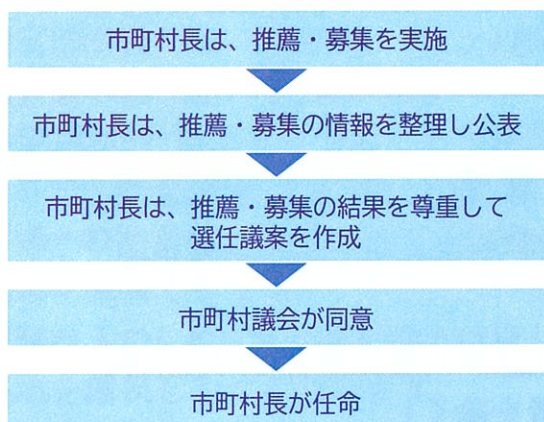 市町村長は、推薦・募集を実施
市町村長は、推薦・募集の情報を整理し公表
市町村長は、推薦・募集の結果を尊重して
選任議案を作成
市町村議会が同意
市町村長が任命